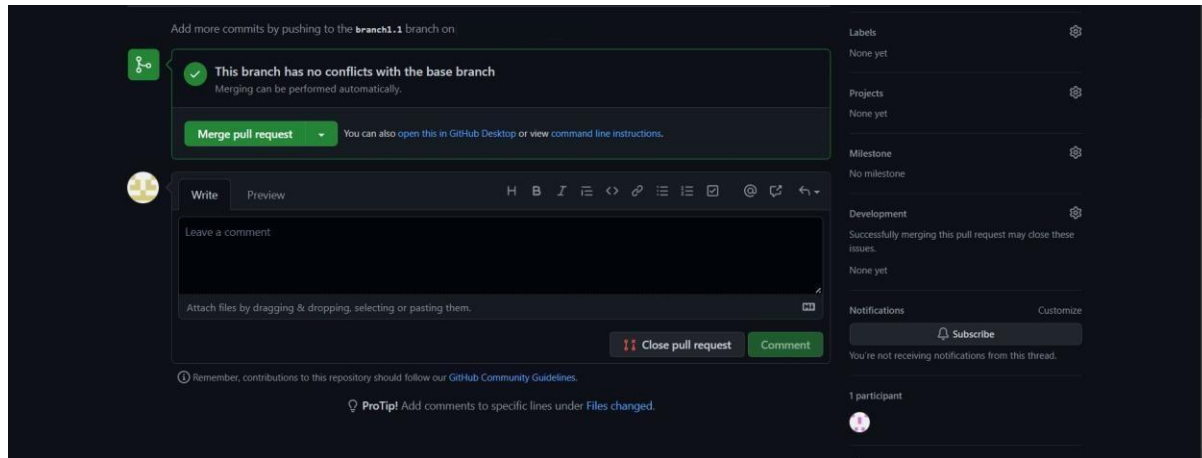 Add more commits by pushing to the branch1.1 branch on
This branch has no conflicts with the base branch
Merging can be performed automatically.
Merge pull request
You can also open this in GitHub Desktop or view command line instructions.
Write
Preview
Leave a comment
Attach files by dragging & dropping, selecting or pasting them.
Close pull request
Comment
Remember, contributions to this repository should follow our GitHub Community Guidelines.
ProTip! Add comments to specific lines under Files changed.
Labels
None yet
Projects
None yet
Milestone
No milestone
Development
Successfully merging this pull request may close these
issues.
None yet
Notifications
Customize
Subscribe
You're not receiving notifications from this thread.
1 participant